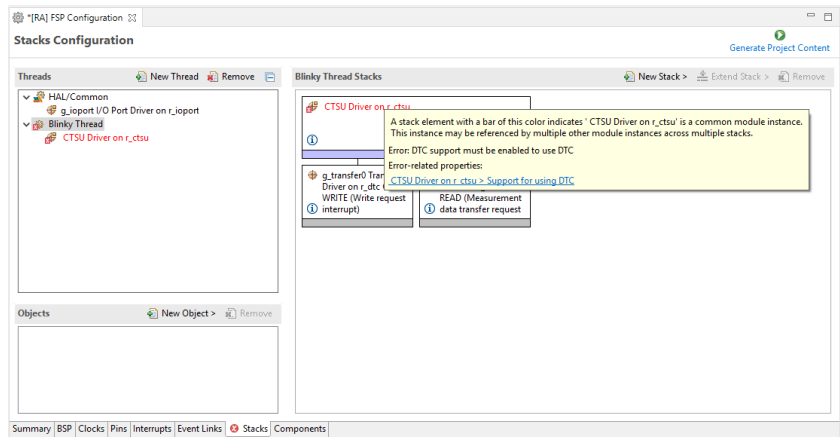 *[RA] FSP Configuration
Stacks Configuration
Generate Project Content
Threads
New Thread
Remove
HAL/Common
g_ioport I/O Port Driver on r_ioport
Blinky Thread
CTSU Driver on r_ctsu
Blinky Thread Stacks
New Stack >
Extend Stack >
Remove
CTSU Driver on r_ctsu
A stack element with a bar of this color indicates ' CTSU Driver on r_ctsu' is a common module instance.
This instance may be referenced by multiple other module instances across multiple stacks.
Error: DTC support must be enabled to use DTC
Error-related properties:
CTSU Driver on r_ctsu > Support for using DTC
g_transfer0 Tran
Driver on r_dtc
WRITE (Write request
interrupt)
READ (Measurement
data transfer request
Objects
New Object >
Remove
Summary
BSP
Clocks
Pins
Interrupts
Event Links
Stacks
Components